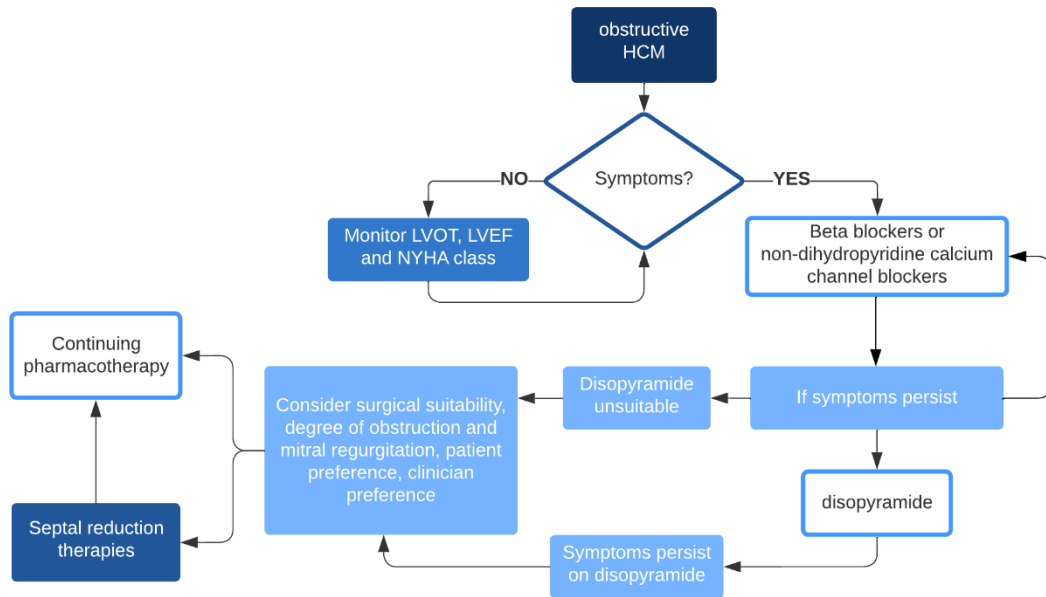 obstructive
HCM
Symptoms?
NO
YES
Monitor LVOT, LVEF
and NYHA class
Beta blockers or
non-dihydropyridine calcium
channel blockers
If symptoms persist
Disopyramide
unsuitable
disopyramide
Symptoms persist
on disopyramide
Consider surgical suitability,
degree of obstruction and
mitral regurgitation, patient
preference, clinician
preference
Continuing
pharmacotherapy
Septal reduction
therapies